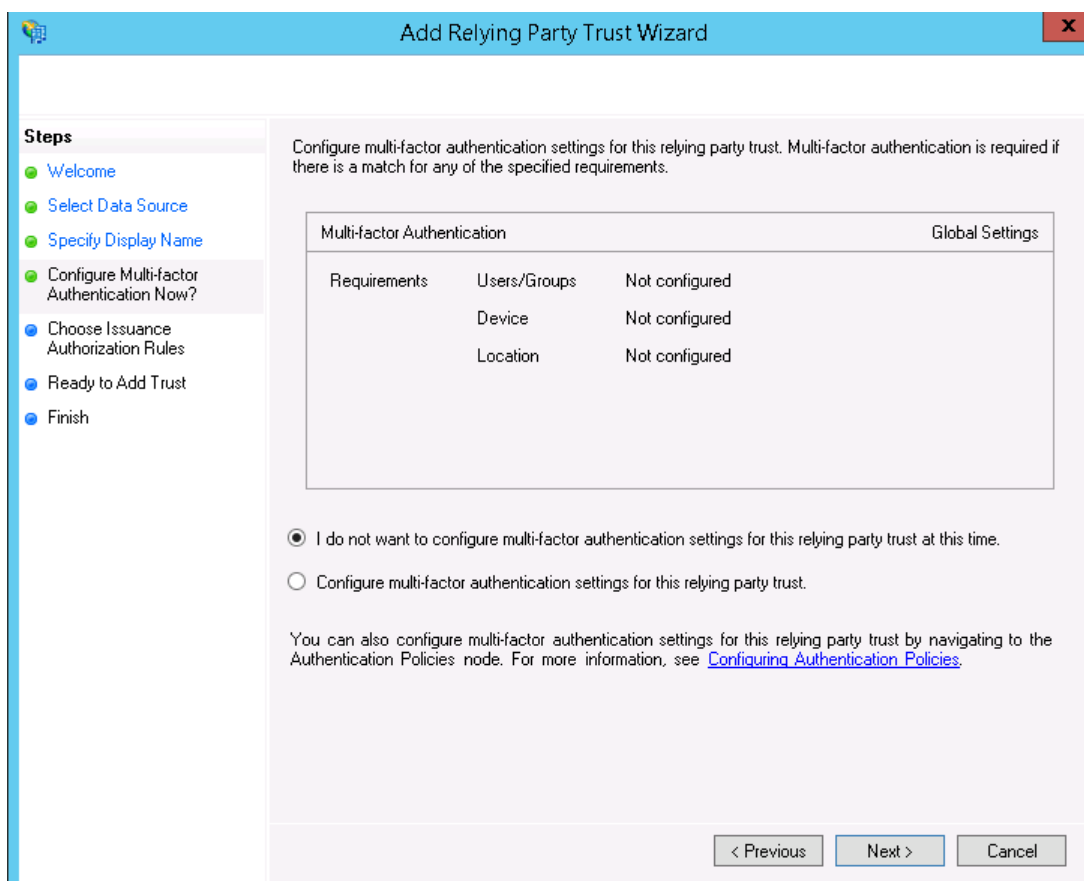 Add Relying Party Trust Wizard
x
Steps
Welcome
Select Data Source
Specify Display Name
Configure Multi-factor
Authentication Now?
Choose Issuance
Authorization Rules
Ready to Add Trust
Finish
Configure multi-factor authentication settings for this relying party trust. Multi-factor authentication is required if
there is a match for any of the specified requirements.
Multi-factor Authentication Global Settings
Requirements Users/Groups Not configured
Device Not configured
Location Not configured
I do not want to configure multi-factor authentication settings for this relying party trust at this time.
Configure multi-factor authentication settings for this relying party trust.
You can also configure multi-factor authentication settings for this relying party trust by navigating to the
Authentication Policies node. For more information, see Configuring Authentication Policies.
< Previous Next > Cancel